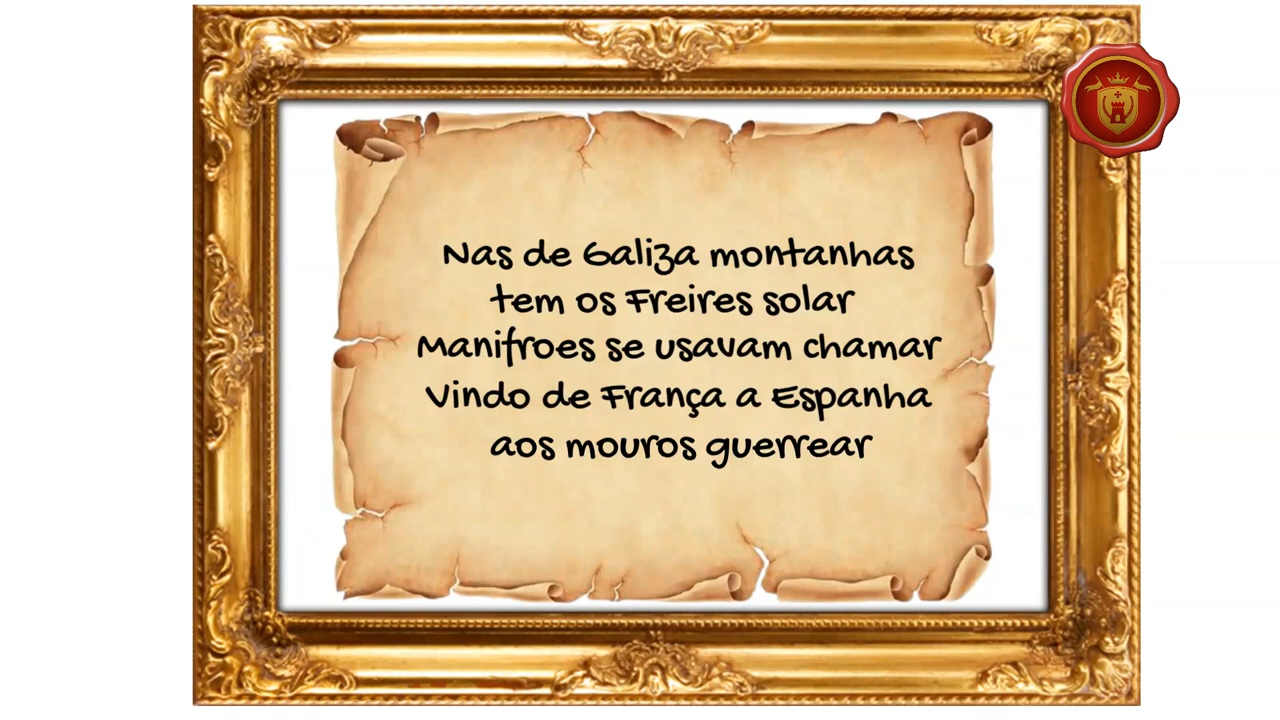 Nas de Galiza montanhas
tem os Freires solar
Manifroes se usavam chamar
Vindo de França a Espanha
aos mouros guerrear